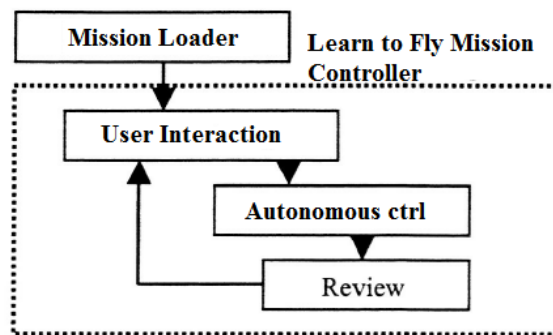 Mission Loader
Learn to Fly Mission
Controller
User Interaction
Autonomous ctrl
Review